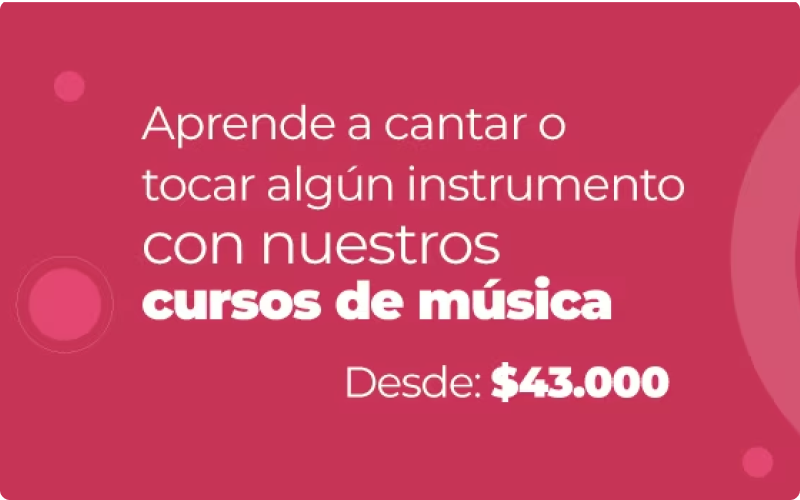 Aprende a cantar o
tocar algún instrumento
con nuestros
cursos de música
Desde: $43.000